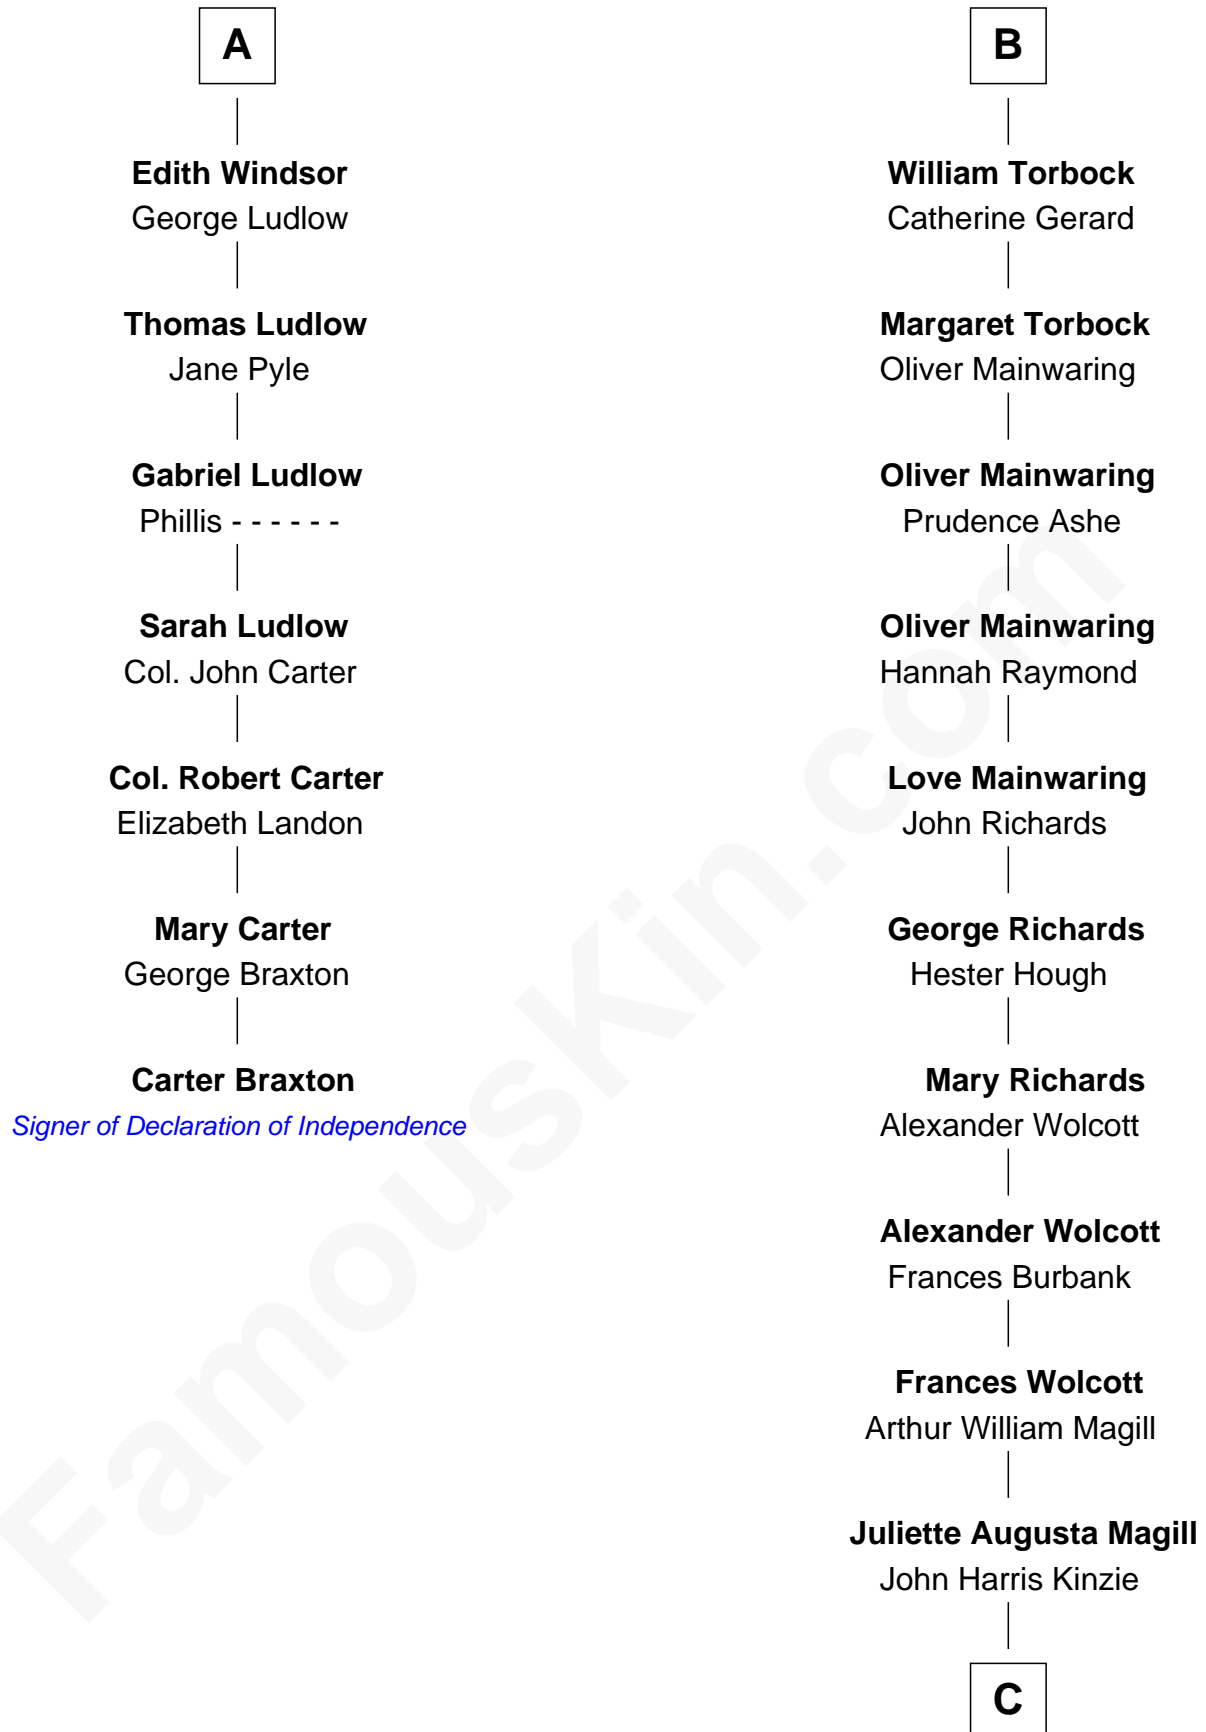 A
Edith Windsor
George Ludlow
Thomas Ludlow
Jane Pyle
Gabriel Ludlow
Phillis - - - - - -
Sarah Ludlow
Col. John Carter
Col. Robert Carter
Elizabeth Landon
Mary Carter
George Braxton
Carter Braxton
Signer of Declaration of Independence
B
William Torbock
Catherine Gerard
Margaret Torbock
Oliver Mainwaring
Oliver Mainwaring
Prudence Ashe
Oliver Mainwaring
Hannah Raymond
Love Mainwaring
John Richards
George Richards
Hester Hough
Mary Richards
Alexander Wolcott
Alexander Wolcott
Frances Burbank
Frances Wolcott
Arthur William Magill
Juliette Augusta Magill
John Harris Kinzie
C
FamousKin.com